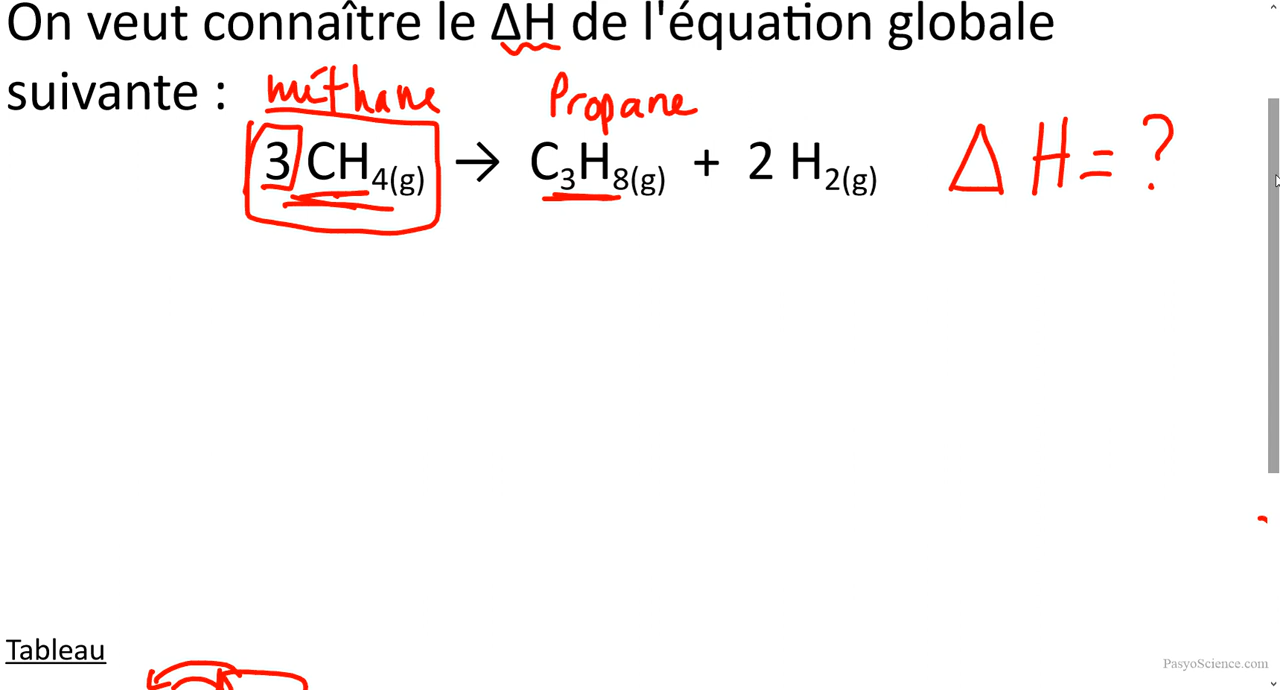 On veut connaître le ΔH de l'équation globale
suivante :
méthane Propane
3 CH₄₍g₎ → C₃H₈₍g₎ + 2 H₂₍g₎ ΔH = ?
Tableau
PasyoScience.com